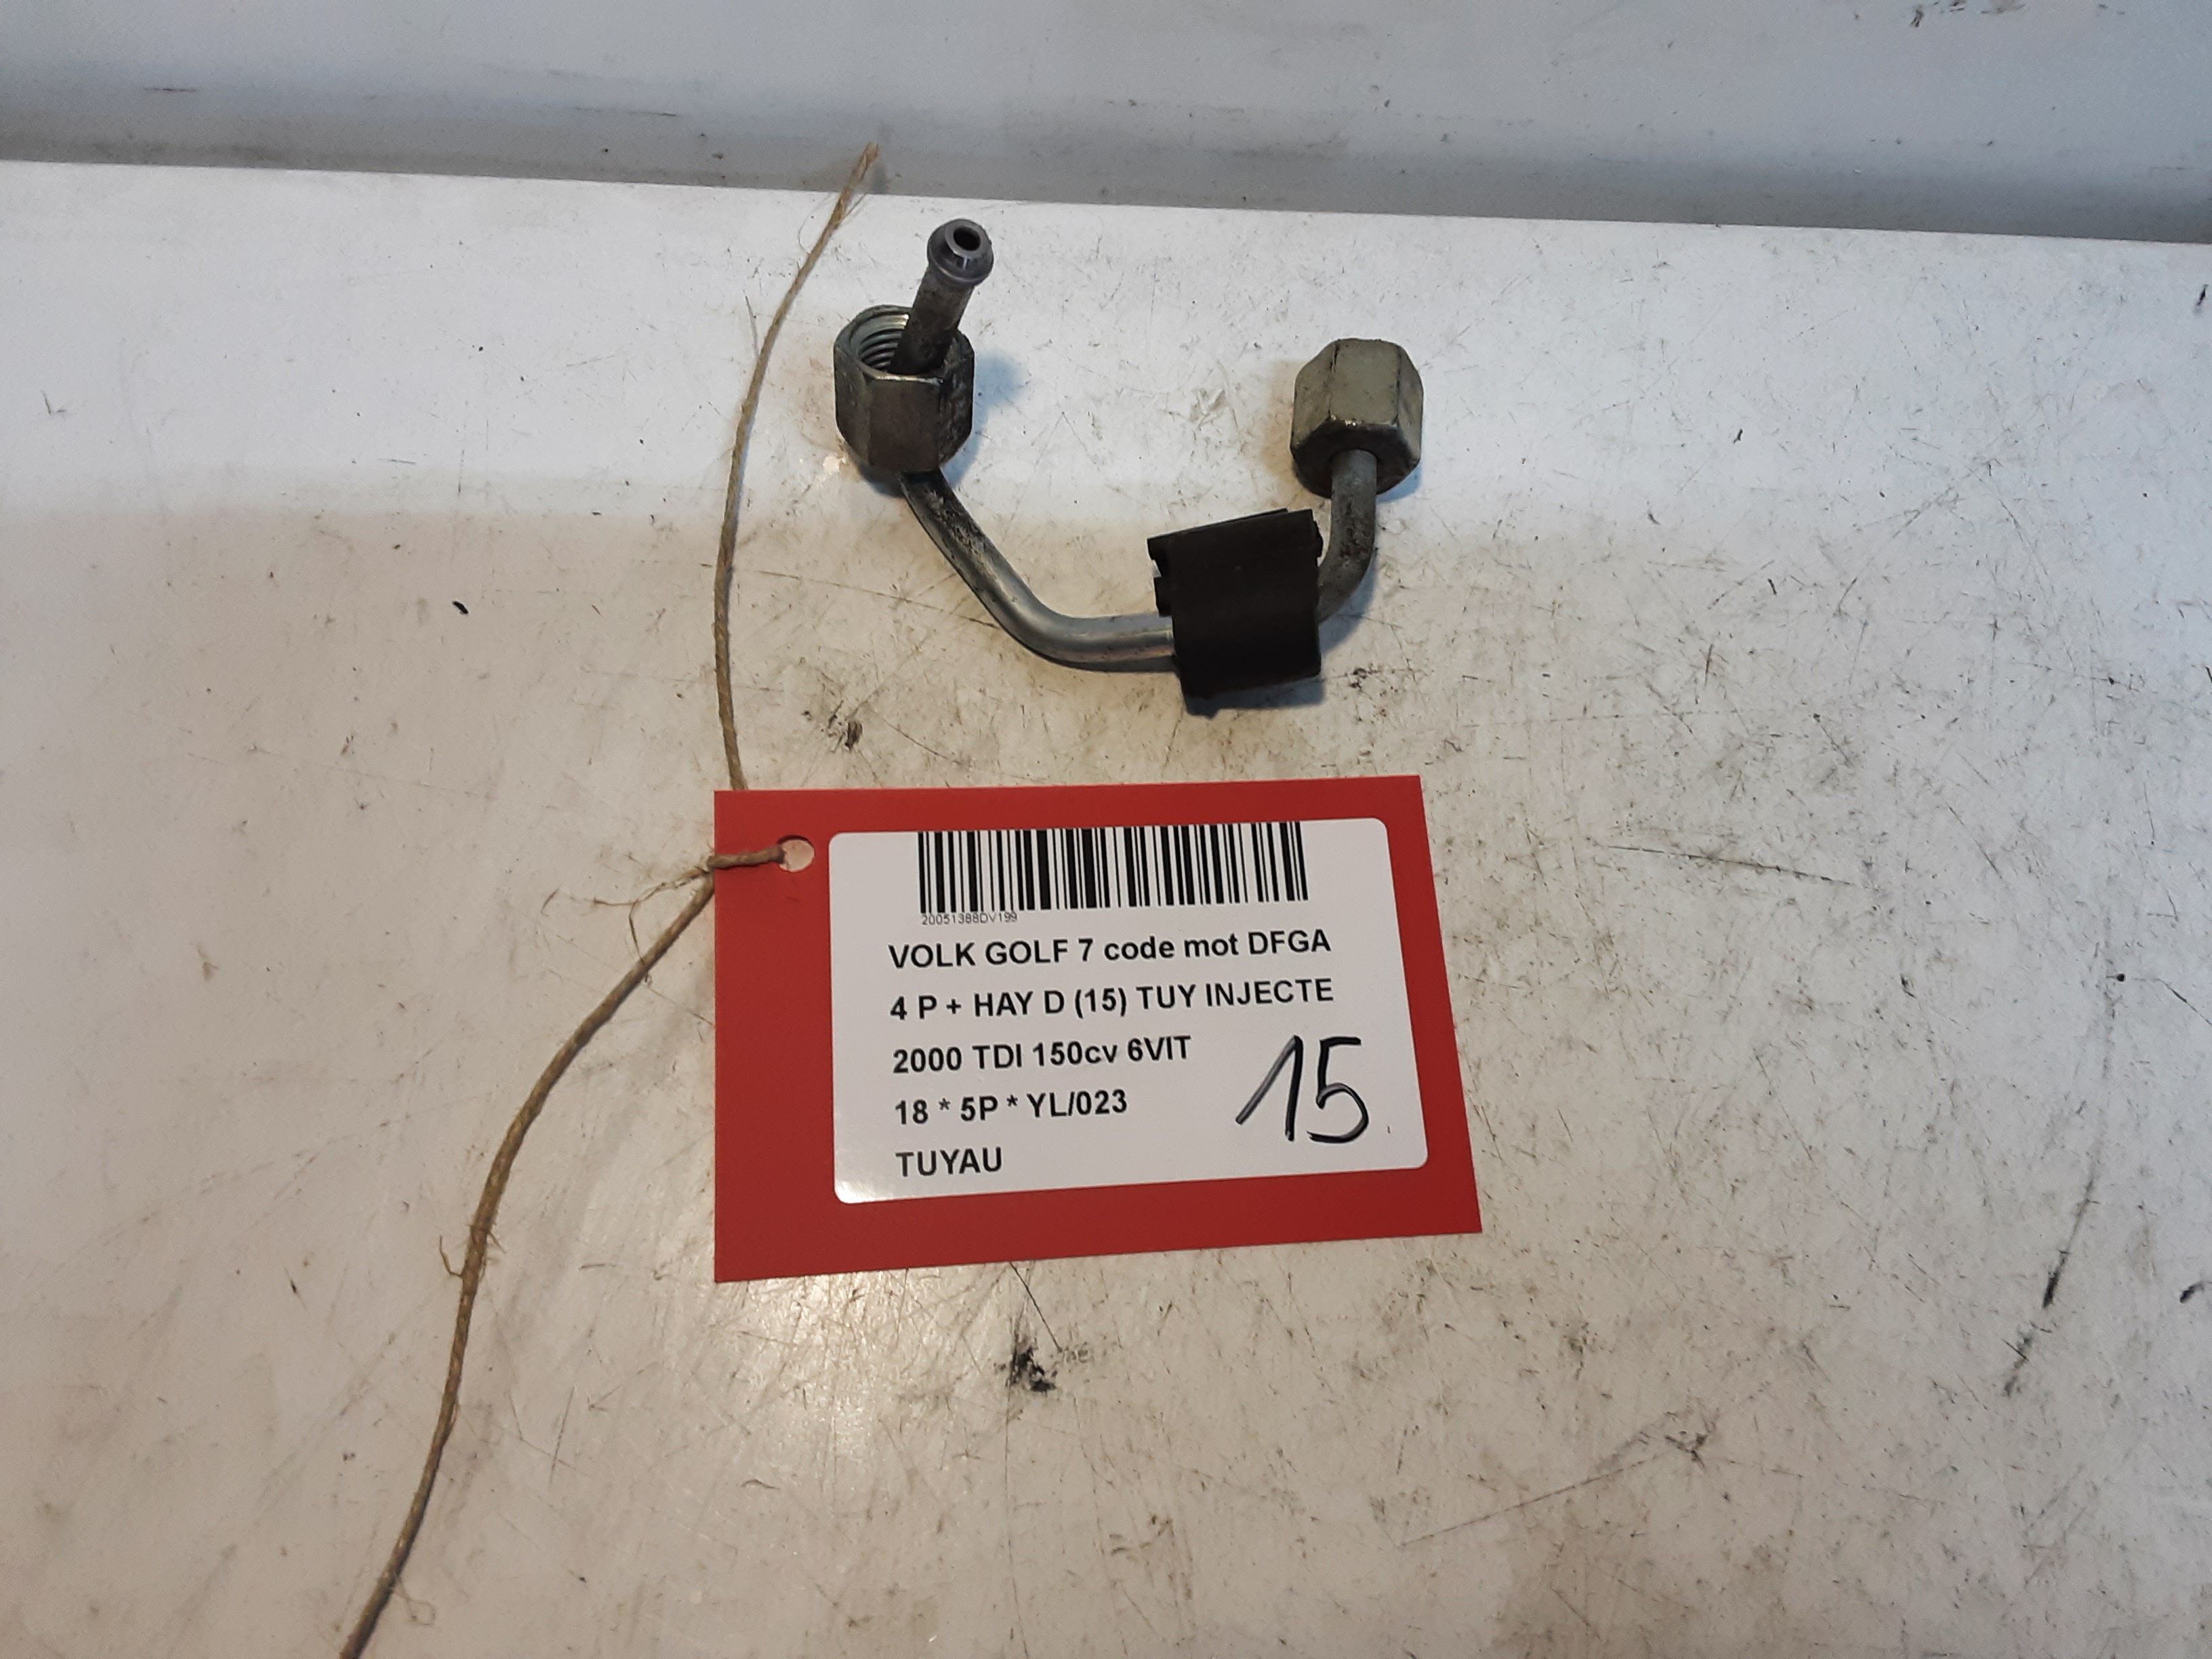 20051388DV199
VOLK GOLF 7 code mot DFGA
4 P + HAY D (15) TUY INJECTE
2000 TDI 150cv 6VIT
18 * 5P * YL/023
TUYAU
15